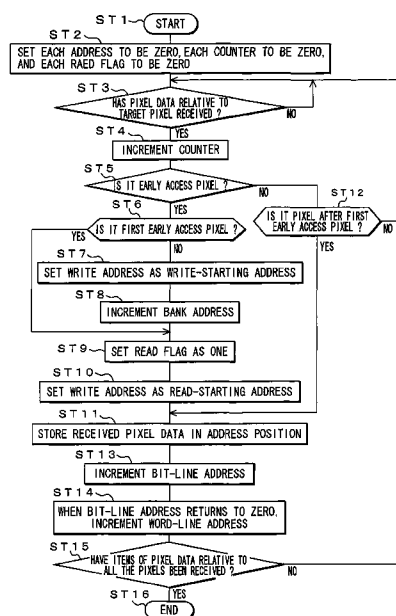 ST1
START
ST2
SET EACH ADDRESS TO BE ZERO, EACH COUNTER TO BE ZERO,
AND EACH RAED FLAG TO BE ZERO
ST3
HAS PIXEL DATA RELATIVE TO
TARGET PIXEL RECEIVED ?
NO
YES
ST4
INCREMENT COUNTER
ST5
IS IT EARLY ACCESS PIXEL ?
NO
YES
ST6
IS IT FIRST EARLY ACCESS PIXEL ?
YES
NO
ST12
IS IT PIXEL AFTER FIRST
EARLY ACCESS PIXEL ?
NO
YES
ST7
SET WRITE ADDRESS AS WRITE-STARTING ADDRESS
ST8
INCREMENT BANK ADDRESS
ST9
SET READ FLAG AS ONE
ST10
SET WRITE ADDRESS AS READ-STARTING ADDRESS
ST11
STORE RECEIVED PIXEL DATA IN ADDRESS POSITION
ST13
INCREMENT BIT-LINE ADDRESS
ST14
WHEN BIT-LINE ADDRESS RETURNS TO ZERO,
INCREMENT WORD-LINE ADDRESS
ST15
HAVE ITEMS OF PIXEL DATA RELATIVE TO
ALL THE PIXELS BEEN RECEIVED ?
NO
YES
ST16
END